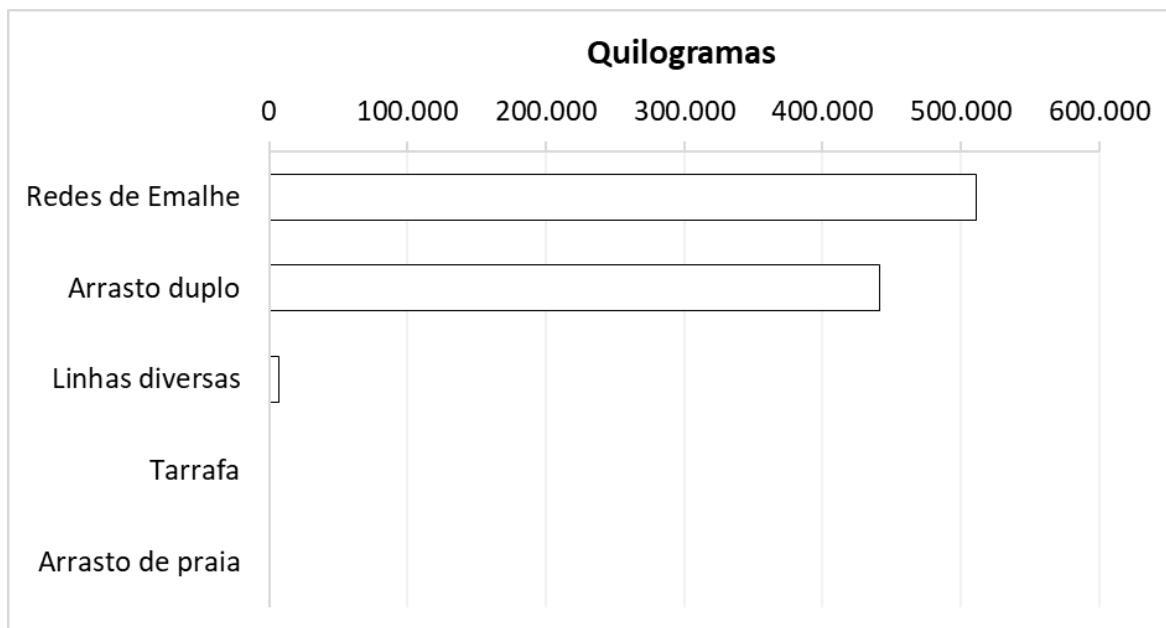 Quilogramas
0 100.000 200.000 300.000 400.000 500.000 600.000
Redes de Emalhe
Arrasto duplo
Linhas diversas
Tarrafa
Arrasto de praia